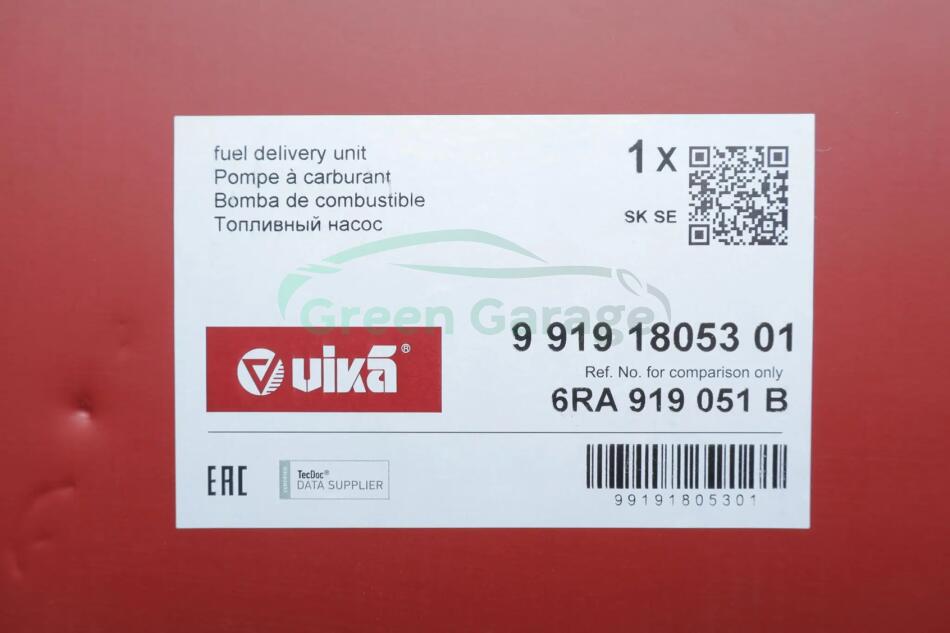 fuel delivery unit
Pompe à carburant
Bomba de combustible
Топливный насос
1 x
SK SE
Green Garage
9 919 18053 01
Ref. No. for comparison only
6RA 919 051 B
vikä®
EAC
TecDoc®
DATA SUPPLIER
99191805301